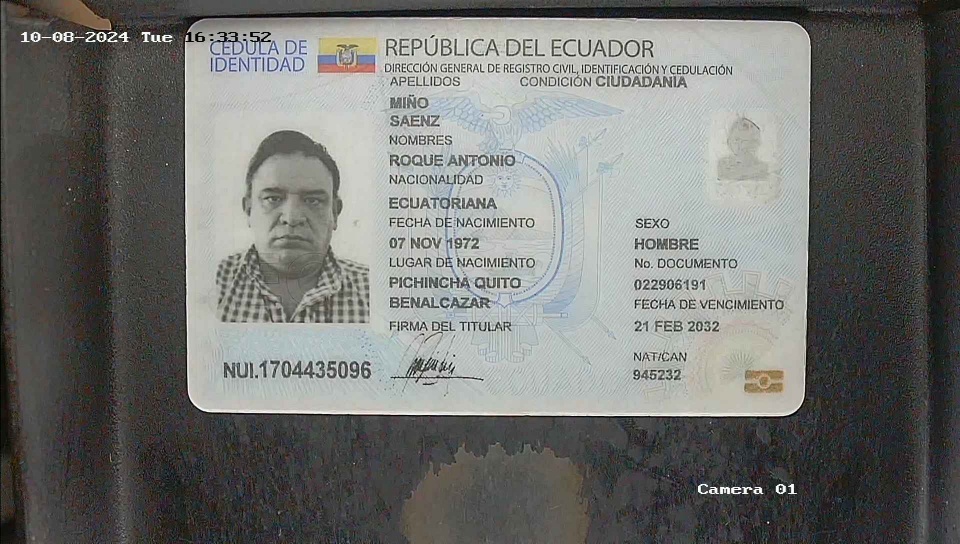 10-08-2024 Tue 16:33:52
CÉDULA DE
IDENTIDAD
REPÚBLICA DEL ECUADOR
DIRECCIÓN GENERAL DE REGISTRO CIVIL, IDENTIFICACIÓN Y CEDULACIÓN
APELLIDOS
CONDICIÓN CIUDADANIA
MIÑO
SAENZ
NOMBRES
ROQUE ANTONIO
NACIONALIDAD
ECUATORIANA
FECHA DE NACIMIENTO
07 NOV 1972
LUGAR DE NACIMIENTO
PICHINCHA QUITO
BENALCAZAR
FIRMA DEL TITULAR
SEXO
HOMBRE
No. DOCUMENTO
022906191
FECHA DE VENCIMIENTO
21 FEB 2032
NAT/CAN
945232
NUI.1704435096
Camera 01